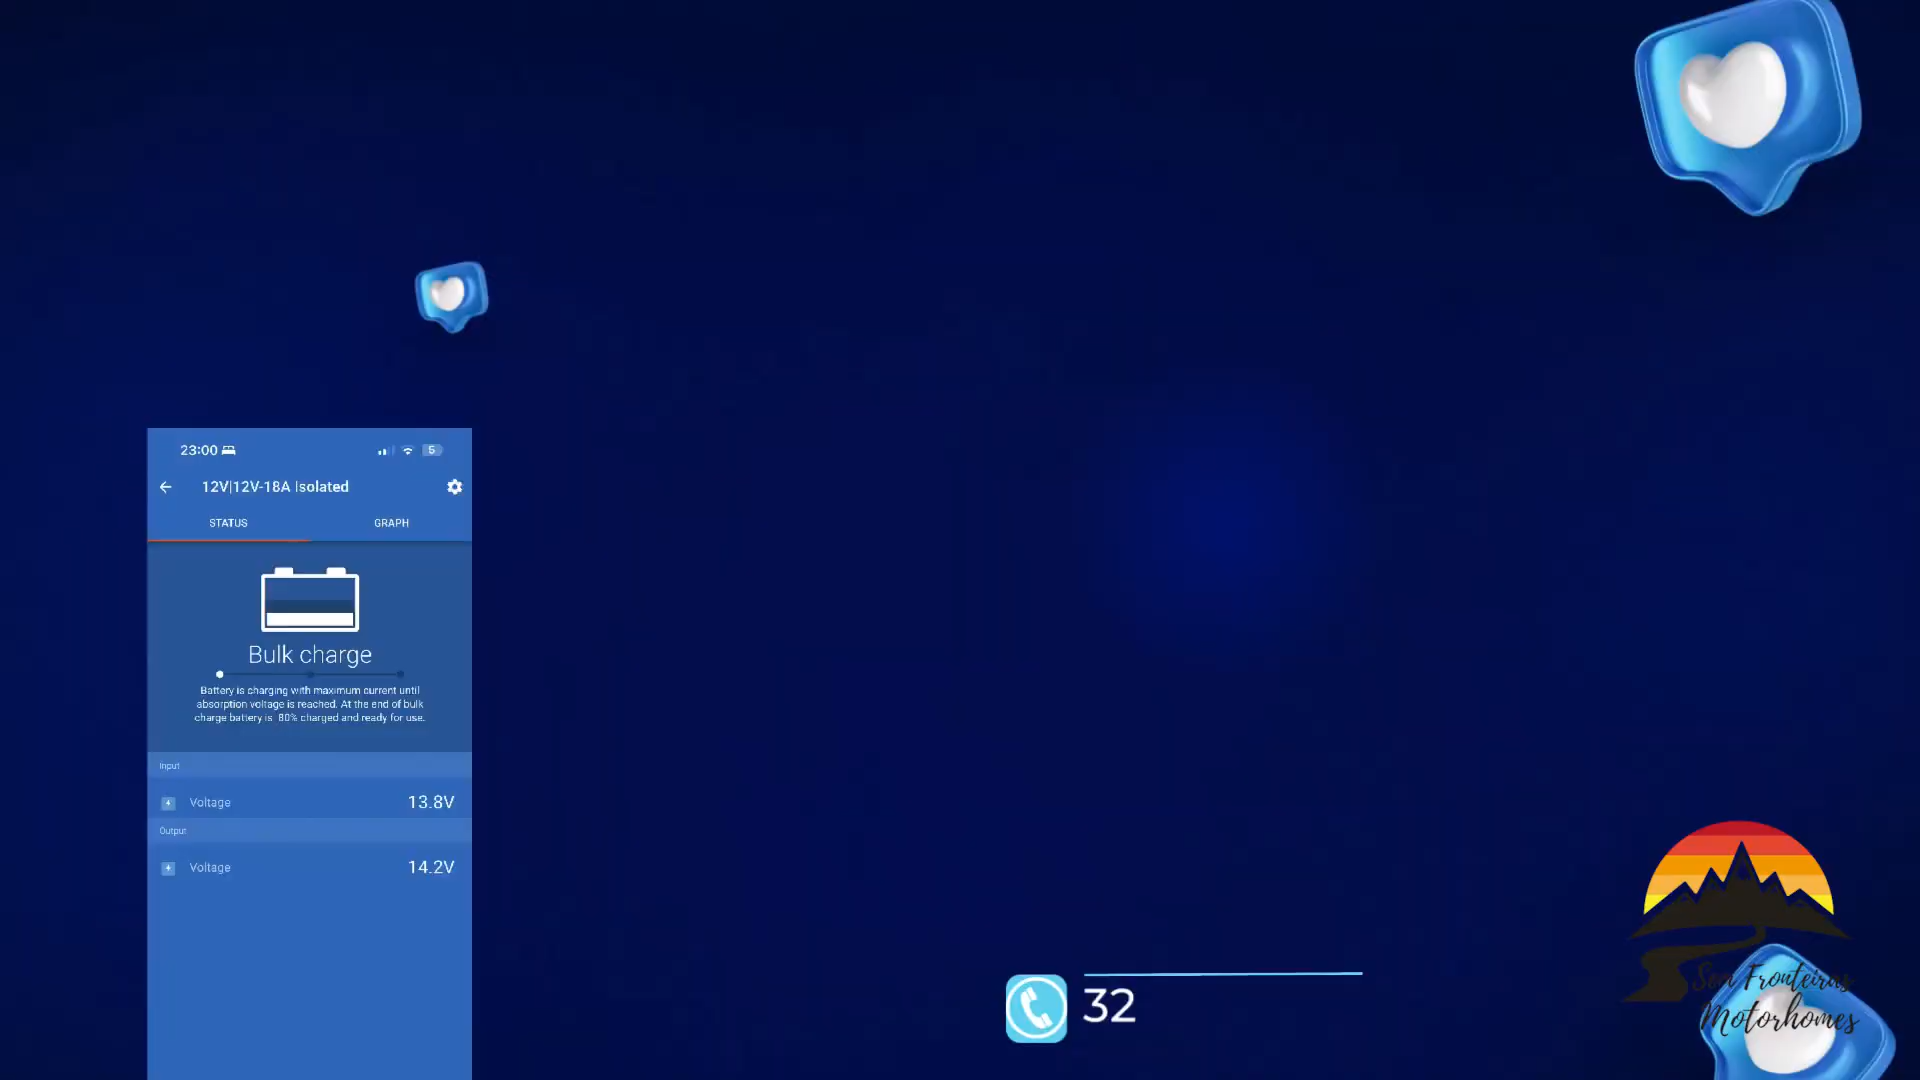 23:00
5
12V|12V-18A Isolated
STATUS
GRAPH
Bulk charge
Battery is charging with maximum current until
absorption voltage is reached. At the end of bulk
charge battery is 80% charged and ready for use.
Input
Voltage
13.8V
Output
Voltage
14.2V
32
Sem Fronteiras
Motorhomes